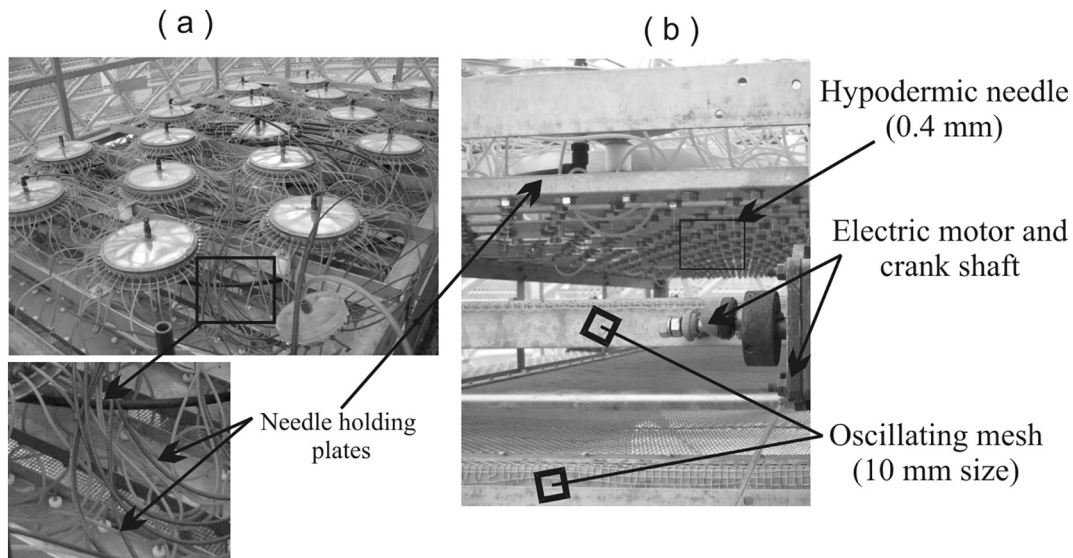 ( a )
( b )
Hypodermic needle
(0.4 mm)
Electric motor and
crank shaft
Needle holding
plates
Oscillating mesh
(10 mm size)